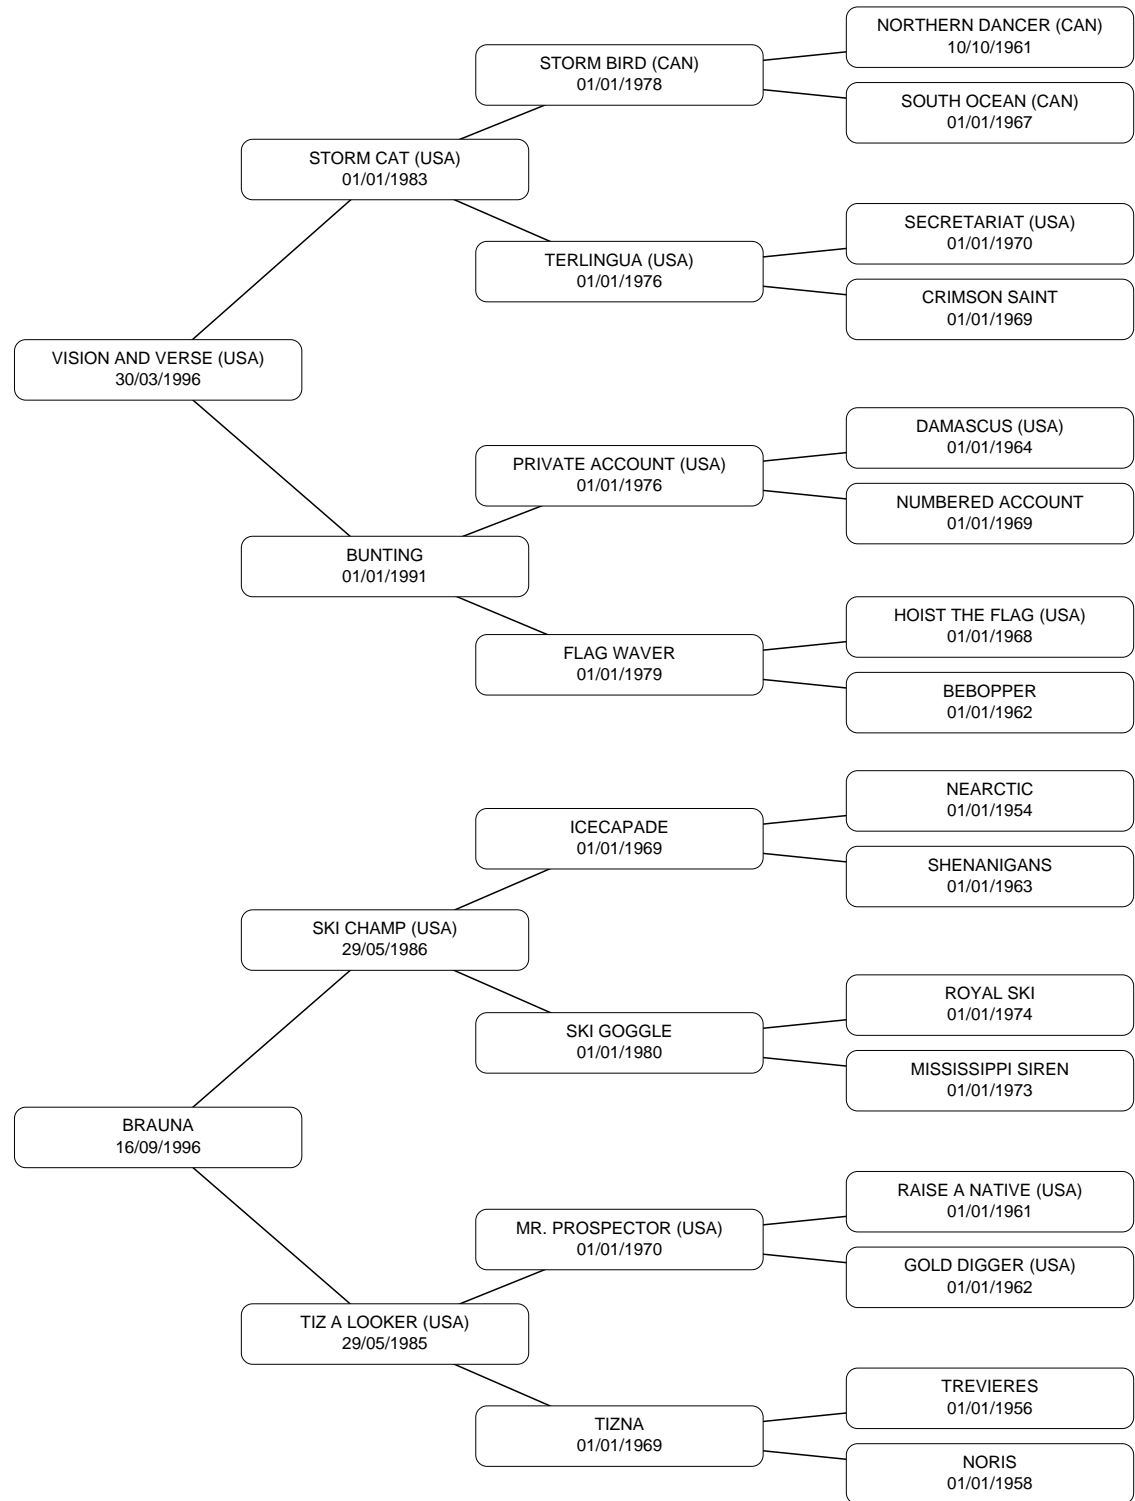 NORTHERN DANCER (CAN)
10/10/1961
STORM BIRD (CAN)
01/01/1978
SOUTH OCEAN (CAN)
01/01/1967
STORM CAT (USA)
01/01/1983
SECRETARIAT (USA)
01/01/1970
TERLINGUA (USA)
01/01/1976
CRIMSON SAINT
01/01/1969
VISION AND VERSE (USA)
30/03/1996
DAMASCUS (USA)
01/01/1964
PRIVATE ACCOUNT (USA)
01/01/1976
NUMBERED ACCOUNT
01/01/1969
BUNTING
01/01/1991
HOIST THE FLAG (USA)
01/01/1968
FLAG WAVER
01/01/1979
BEBOPPER
01/01/1962
NEARCTIC
01/01/1954
ICECAPADE
01/01/1969
SHENANIGANS
01/01/1963
SKI CHAMP (USA)
29/05/1986
ROYAL SKI
01/01/1974
SKI GOGGLE
01/01/1980
MISSISSIPPI SIREN
01/01/1973
BRAUNA
16/09/1996
RAISE A NATIVE (USA)
01/01/1961
MR. PROSPECTOR (USA)
01/01/1970
GOLD DIGGER (USA)
01/01/1962
TIZ A LOOKER (USA)
29/05/1985
TREVIERES
01/01/1956
TIZNA
01/01/1969
NORIS
01/01/1958